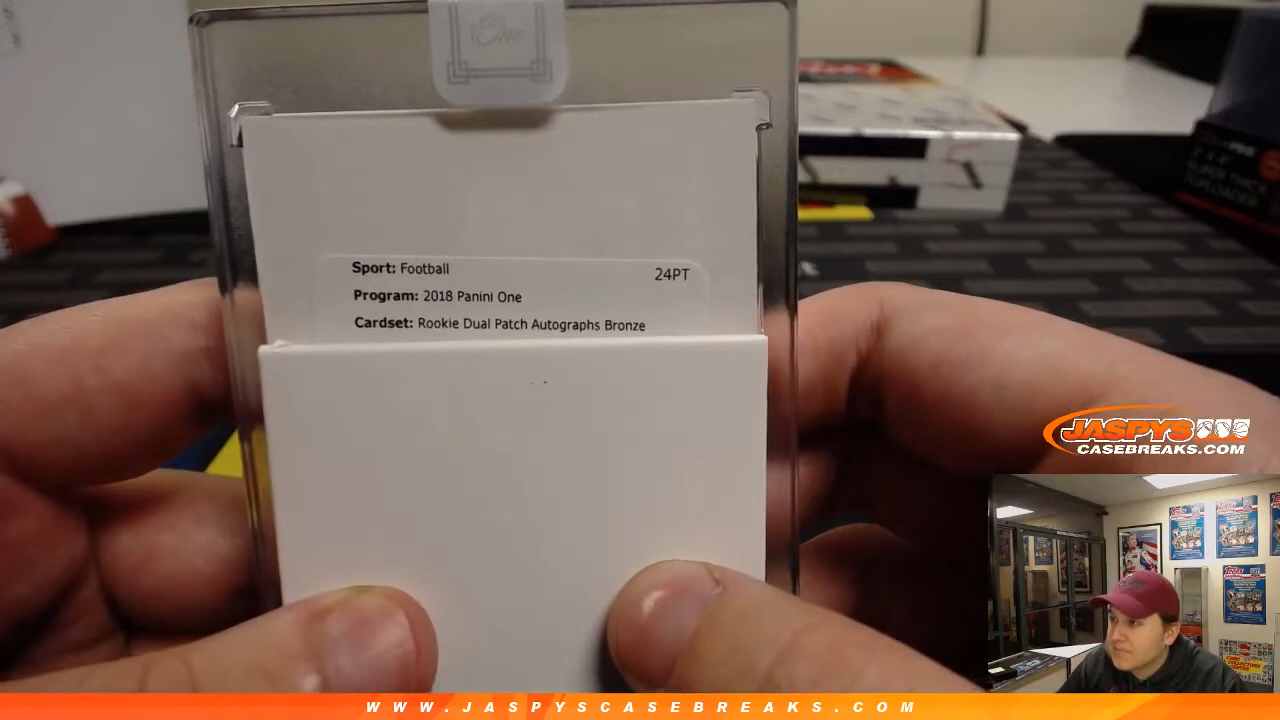 One
Sport: Football
24PT
Program: 2018 Panini One
Cardset: Rookie Dual Patch Autographs Bronze
JASPYS
CASEBREAKS.COM
WWW.JASPYSCASEBREAKS.COM